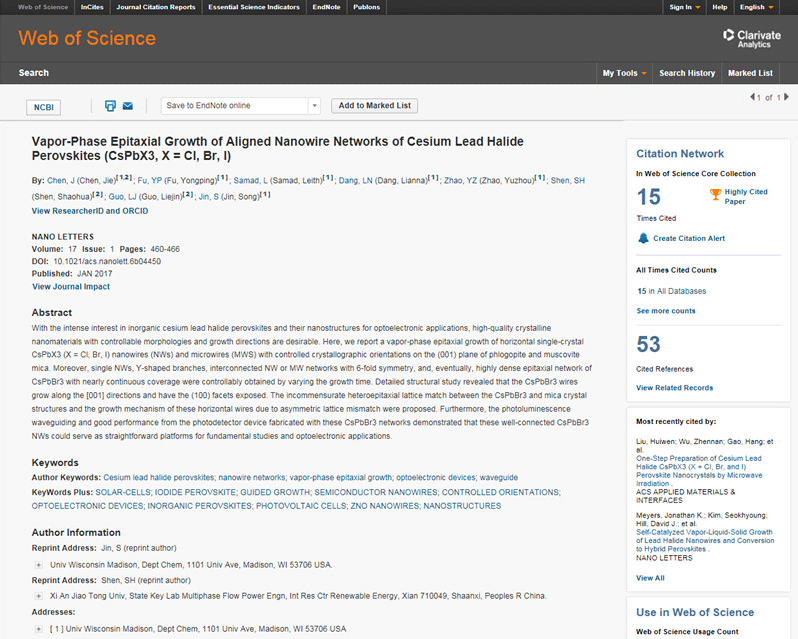 Web of Science InCites Journal Citation Reports Essential Science Indicators EndNote Publons Sign In Help English
Web of Science
Clarivate
Analytics
Search My Tools Search History Marked List
NCBI Save to EndNote online Add to Marked List 1 of 1
Vapor-Phase Epitaxial Growth of Aligned Nanowire Networks of Cesium Lead Halide
Perovskites (CsPbX3, X = Cl, Br, I)
By: Chen, J (Chen, Jie)[1,2]; Fu, YP (Fu, Yongping)[1]; Samad, L (Samad, Leith)[1]; Dang, LN (Dang, Lianna)[1]; Zhao, YZ (Zhao, Yuzhou)[1]; Shen, SH
(Shen, Shaohua)[2]; Guo, LJ (Guo, Liejin)[2]; Jin, S (Jin, Song)[1]
View ResearcherID and ORCID
NANO LETTERS
Volume: 17 Issue: 1 Pages: 460-466
DOI: 10.1021/acs.nanolett.6b04450
Published: JAN 2017
View Journal Impact
Abstract
With the intense interest in inorganic cesium lead halide perovskites and their nanostructures for optoelectronic applications, high-quality crystalline
nanomaterials with controllable morphologies and growth directions are desirable. Here, we report a vapor-phase epitaxial growth of horizontal single-crystal
CsPbX3 (X = Cl, Br, I) nanowires (NWs) and microwires (MWS) with controlled crystallographic orientations on the (001) plane of phlogopite and muscovite
mica. Moreover, single NWs, Y-shaped branches, interconnected NW or MW networks with 6-fold symmetry, and, eventually, highly dense epitaxial network of
CsPbBr3 with nearly continuous coverage were controllably obtained by varying the growth time. Detailed structural study revealed that the CsPbBr3 wires
grow along the [001] directions and have the (100) facets exposed. The incommensurate heteroepitaxial lattice match between the CsPbBr3 and mica crystal
structures and the growth mechanism of these horizontal wires due to asymmetric lattice mismatch were proposed. Furthermore, the photoluminescence
waveguiding and good performance from the photodetector device fabricated with these CsPbBr3 networks demonstrated that these well-connected CsPbBr3
NWs could serve as straightforward platforms for fundamental studies and optoelectronic applications.
Keywords
Author Keywords: Cesium lead halide perovskites; nanowire networks; vapor-phase epitaxial growth; optoelectronic devices; waveguide
KeyWords Plus: SOLAR-CELLS; IODIDE PEROVSKITE; GUIDED GROWTH; SEMICONDUCTOR NANOWIRES; CONTROLLED ORIENTATIONS;
OPTOELECTRONIC DEVICES; INORGANIC PEROVSKITES; PHOTOVOLTAIC CELLS; ZNO NANOWIRES; NANOSTRUCTURES
Author Information
Reprint Address: Jin, S (reprint author)
Univ Wisconsin Madison, Dept Chem, 1101 Univ Ave, Madison, WI 53706 USA.
Reprint Address: Shen, SH (reprint author)
Xi An Jiao Tong Univ, State Key Lab Multiphase Flow Power Engn, Int Res Ctr Renewable Energy, Xian 710049, Shaanxi, Peoples R China.
Addresses:
[ 1 ] Univ Wisconsin Madison, Dept Chem, 1101 Univ Ave, Madison, WI 53706 USA
Citation Network
In Web of Science Core Collection
15
Times Cited
Highly Cited
Paper
Create Citation Alert
All Times Cited Counts
15 in All Databases
See more counts
53
Cited References
View Related Records
Most recently cited by:
Liu, Huiwen; Wu, Zhennan; Gao, Hang; et
al.
One-Step Preparation of Cesium Lead
Halide CsPbX3 (X = Cl, Br, and I)
Perovskite Nanocrystals by Microwave
Irradiation .
ACS APPLIED MATERIALS &
INTERFACES
Meyers, Jonathan K.; Kim, Seokhyoung;
Hill, David J.; et al.
Self-Catalyzed Vapor-Liquid-Solid Growth
of Lead Halide Nanowires and Conversion
to Hybrid Perovskites .
NANO LETTERS
View All
Use in Web of Science
Web of Science Usage Count